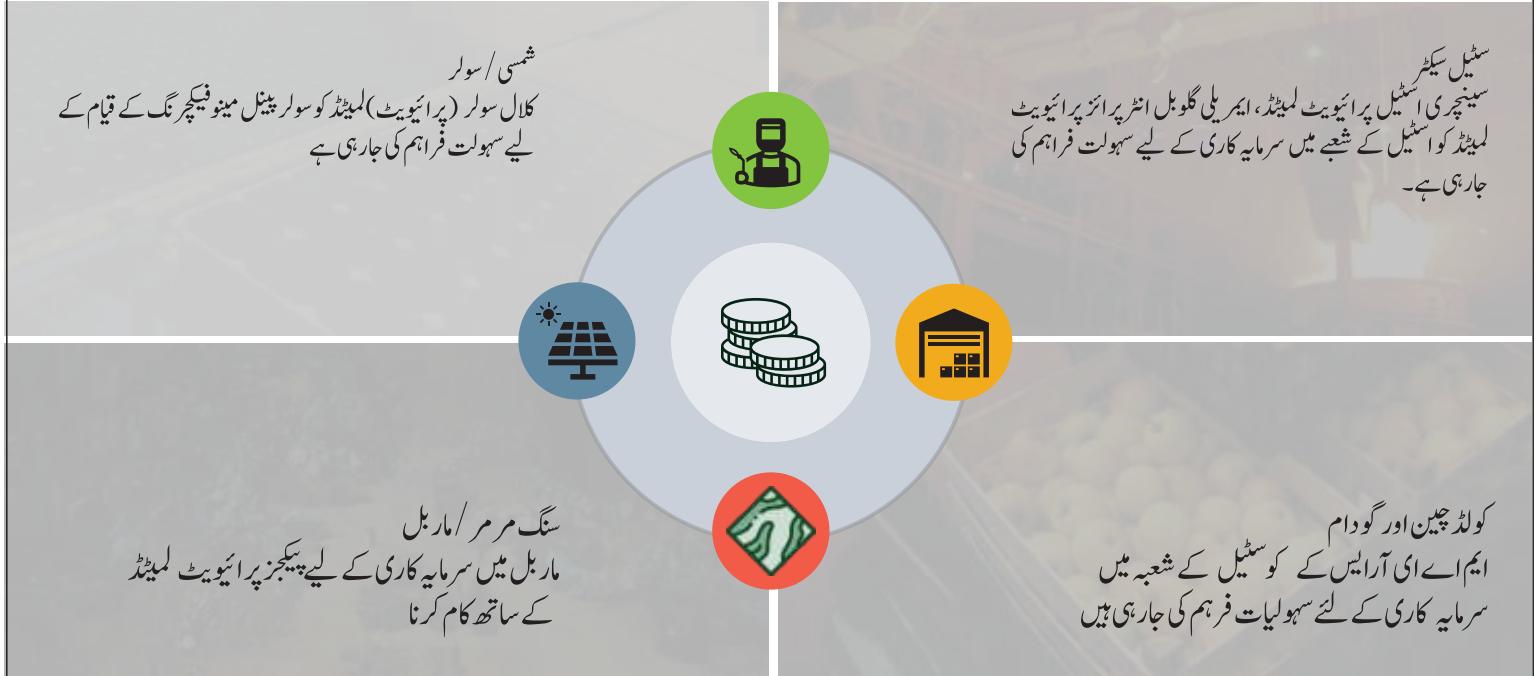 سٹیل سیکٹر
سینچری اسٹیل پرائیویٹ لمیٹڈ، ایمریلی گلوبل انٹرپرائز پرائیویٹ
لمیٹڈ کو اسٹیل کے شعبے میں سرمایہ کاری کے لیے سہولت فراہم کی
جارہی ہے۔
شمسی / سولر
کلال سولر (پرائیویٹ) لمیٹڈ کو سولر پینل مینوفیکچرنگ کے قیام کے
لیے سہولت فراہم کی جارہی ہے
کولڈ چین اور گودام
ایم اے ای آر ایس کے کو سٹیل کے شعبہ میں
سرمایہ کاری کے لئے سہولیات فرہم کی جارہی ہیں
سنگ مرمر / ماربل
ماربل میں سرمایہ کاری کے لیے پیکیجز پرائیویٹ لمیٹڈ
کے ساتھ کام کرنا